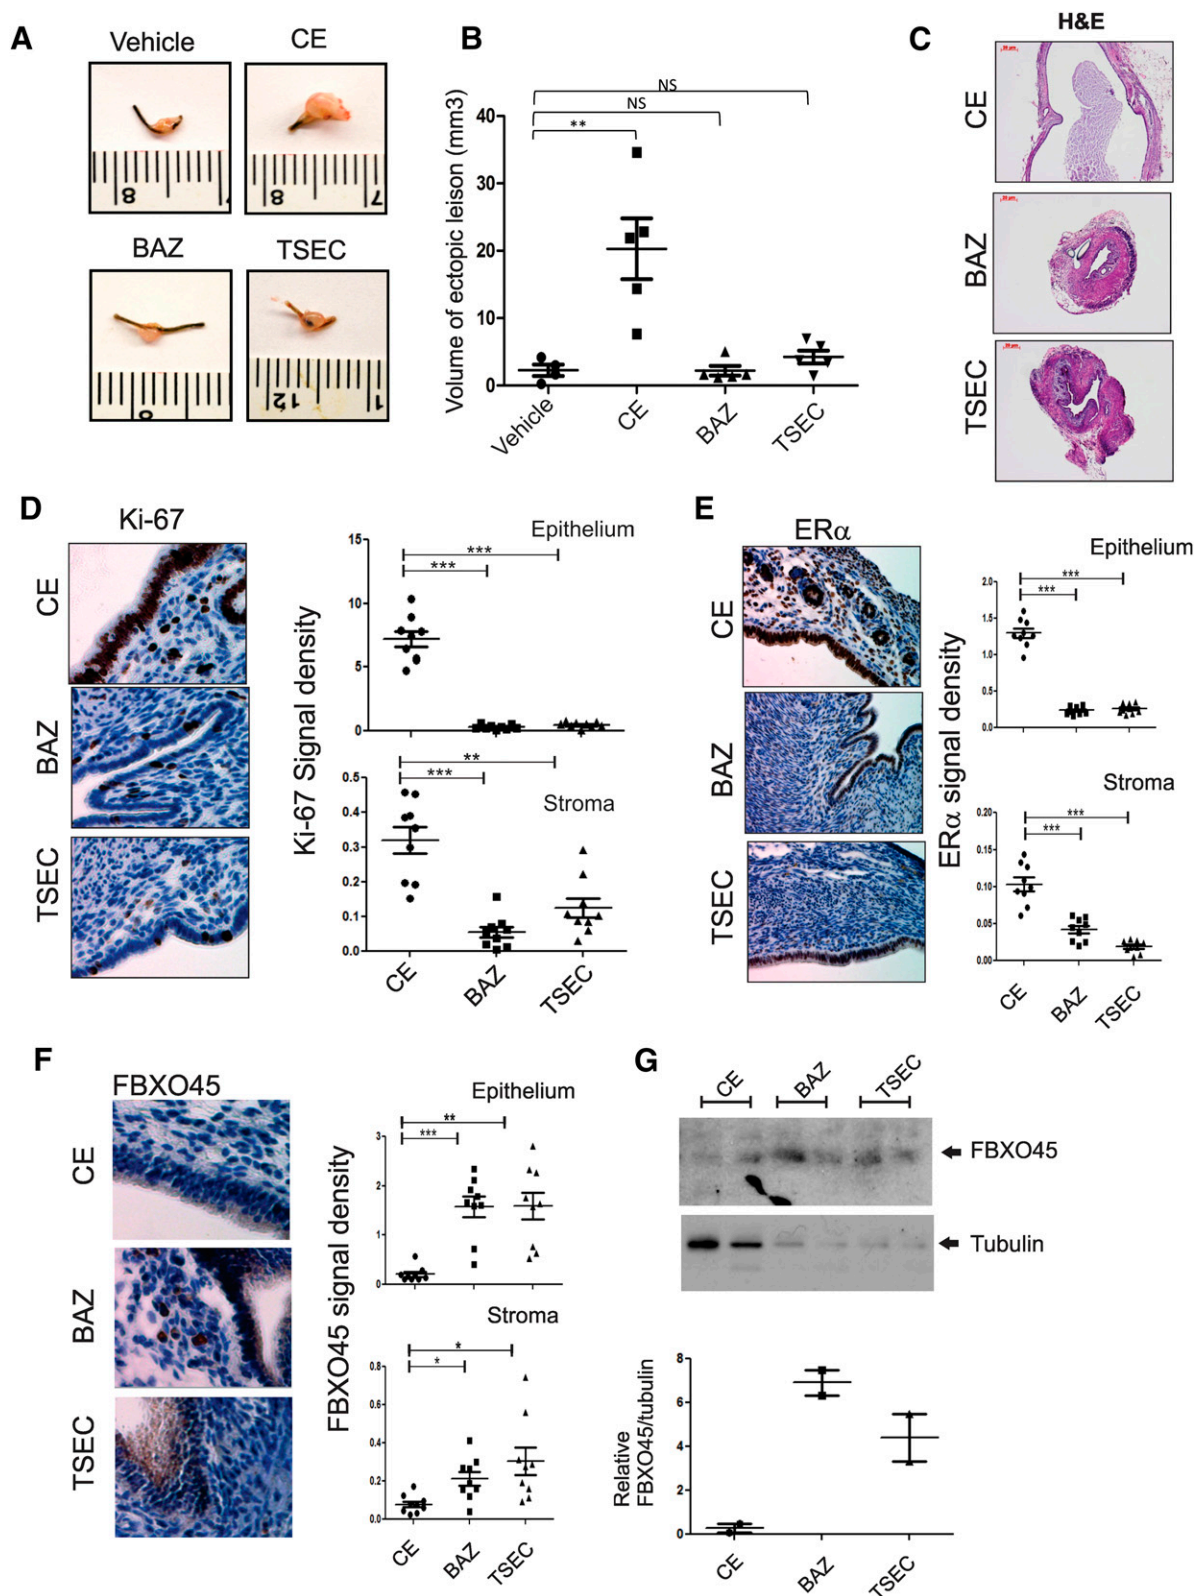 A
Vehicle
CE
8
7
BAZ
TSEC
12
1
B
Volume of ectopic leison (mm3)
NS
NS
**
40
30
20
10
0
Vehicle
CE
BAZ
TSEC
C
H&E
CE
BAZ
TSEC
D
Ki-67
CE
BAZ
TSEC
Ki-67 Signal density
Epithelium
***
***
15
10
5
0
Stroma
**
***
0.5
0.4
0.3
0.2
0.1
0.0
CE
BAZ
TSEC
E
ERα
CE
BAZ
TSEC
ERα signal density
Epithelium
***
***
2.0
1.5
1.0
0.5
0.0
Stroma
***
***
0.20
0.15
0.10
0.05
0.00
CE
BAZ
TSEC
F
FBXO45
CE
BAZ
TSEC
FBXO45 signal density
Epithelium
**
***
3
2
1
0
Stroma
*
*
0.8
0.6
0.4
0.2
0.0
CE
BAZ
TSEC
G
CE
BAZ
TSEC
FBXO45
Tubulin
Relative
FBXO45/tubulin
8
6
4
2
0
CE
BAZ
TSEC